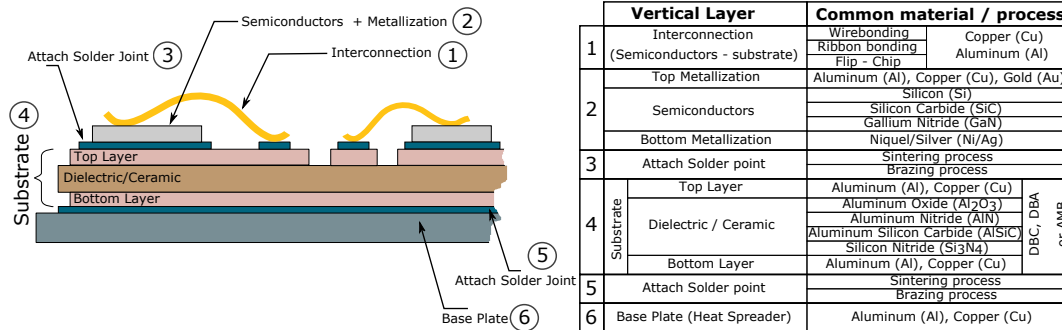 Semiconductors + Metallization 2
Interconnection 1
Attach Solder Joint 3
4
Substrate
Top Layer
Dielectric/Ceramic
Bottom Layer
5
Attach Solder Joint
Base Plate 6
Vertical Layer Common material / process
1 Interconnection
(Semiconductors - substrate)
Wirebonding
Ribbon bonding
Flip - Chip
Copper (Cu)
Aluminum (Al)
2 Top Metallization Aluminum (Al), Copper (Cu), Gold (Au)
Semiconductors
Silicon (Si)
Silicon Carbide (SiC)
Gallium Nitride (GaN)
Bottom Metallization Niquel/Silver (Ni/Ag)
3 Attach Solder point
Sintering process
Brazing process
4 Substrate
Top Layer Aluminum (Al), Copper (Cu)
Dielectric / Ceramic
Aluminum Oxide (Al2O3)
Aluminum Nitride (AlN)
Aluminum Silicon Carbide (AlSiC)
Silicon Nitride (Si3N4)
Bottom Layer Aluminum (Al), Copper (Cu)
DBC, DBA
or AMB
5 Attach Solder point
Sintering process
Brazing process
6 Base Plate (Heat Spreader) Aluminum (Al), Copper (Cu)